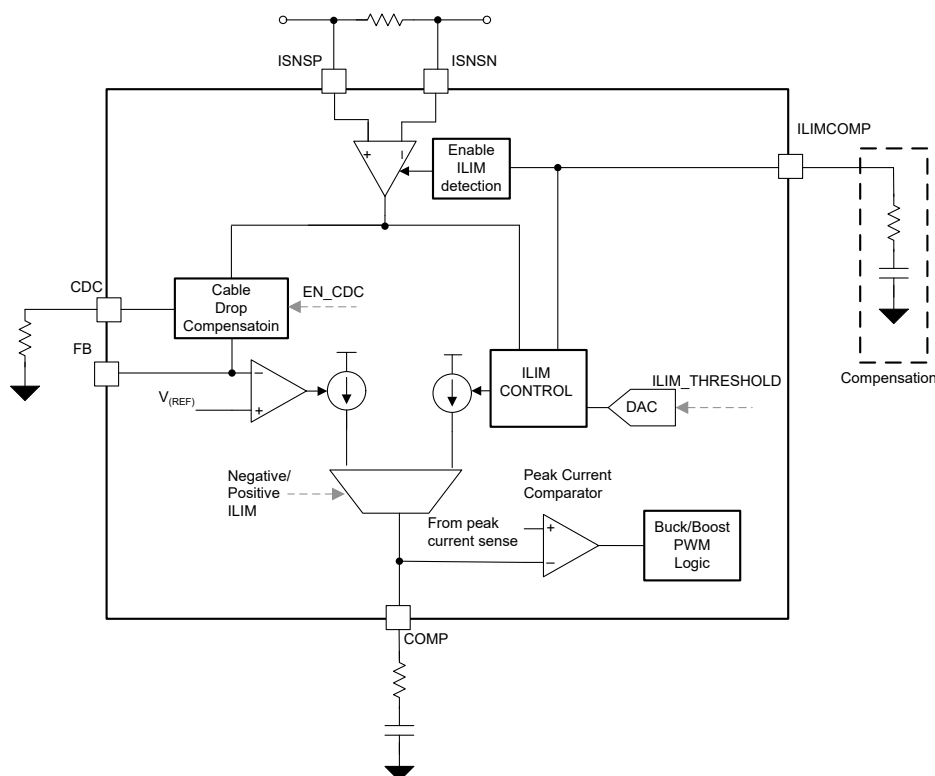 ISNSP
ISNSN
ILIMCOMP
+
−
Enable
ILIM
detection
CDC
Cable
Drop
Compensatoin
EN_CDC
FB
−
+
V(REF)
ILIM
CONTROL
ILIM_THRESHOLD
DAC
Compensation
Negative/
Positive
ILIM
Peak Current
Comparator
From peak
current sense
+
−
Buck/Boost
PWM
Logic
COMP